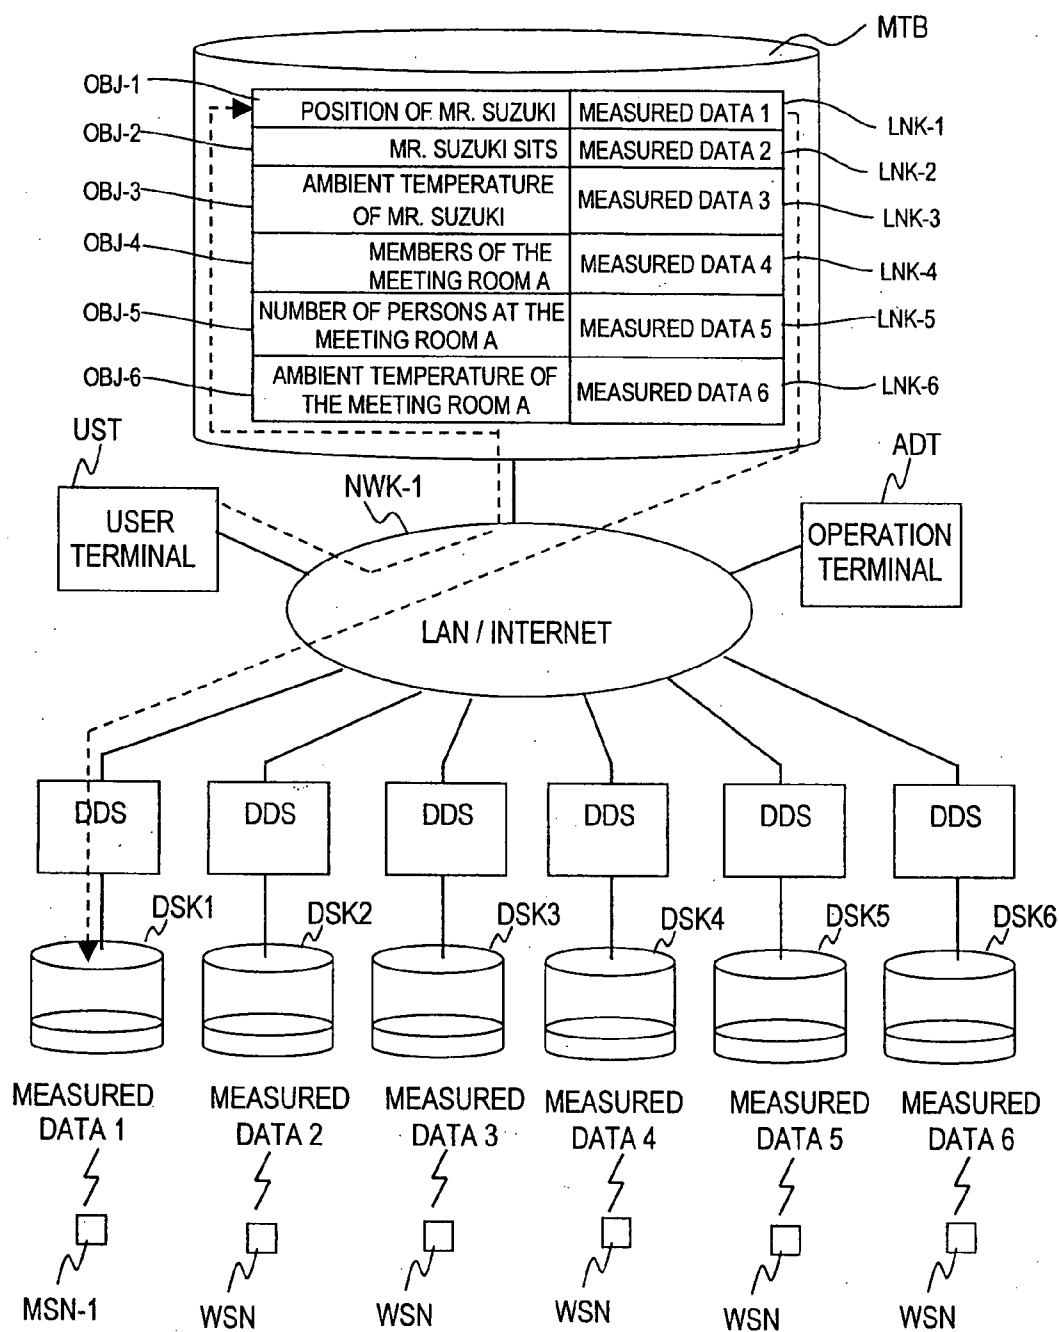 MTB
OBJ-1
POSITION OF MR. SUZUKI
MEASURED DATA 1
LNK-1
OBJ-2
MR. SUZUKI SITS
MEASURED DATA 2
LNK-2
OBJ-3
AMBIENT TEMPERATURE
OF MR. SUZUKI
MEASURED DATA 3
LNK-3
OBJ-4
MEMBERS OF THE
MEETING ROOM A
MEASURED DATA 4
LNK-4
OBJ-5
NUMBER OF PERSONS AT THE
MEETING ROOM A
MEASURED DATA 5
LNK-5
OBJ-6
AMBIENT TEMPERATURE OF
THE MEETING ROOM A
MEASURED DATA 6
LNK-6
UST
USER
TERMINAL
NWK-1
ADT
OPERATION
TERMINAL
LAN / INTERNET
DDS
DDS
DDS
DDS
DDS
DDS
DSK1
DSK2
DSK3
DSK4
DSK5
DSK6
MEASURED
DATA 1
MEASURED
DATA 2
MEASURED
DATA 3
MEASURED
DATA 4
MEASURED
DATA 5
MEASURED
DATA 6
MSN-1
WSN
WSN
WSN
WSN
WSN